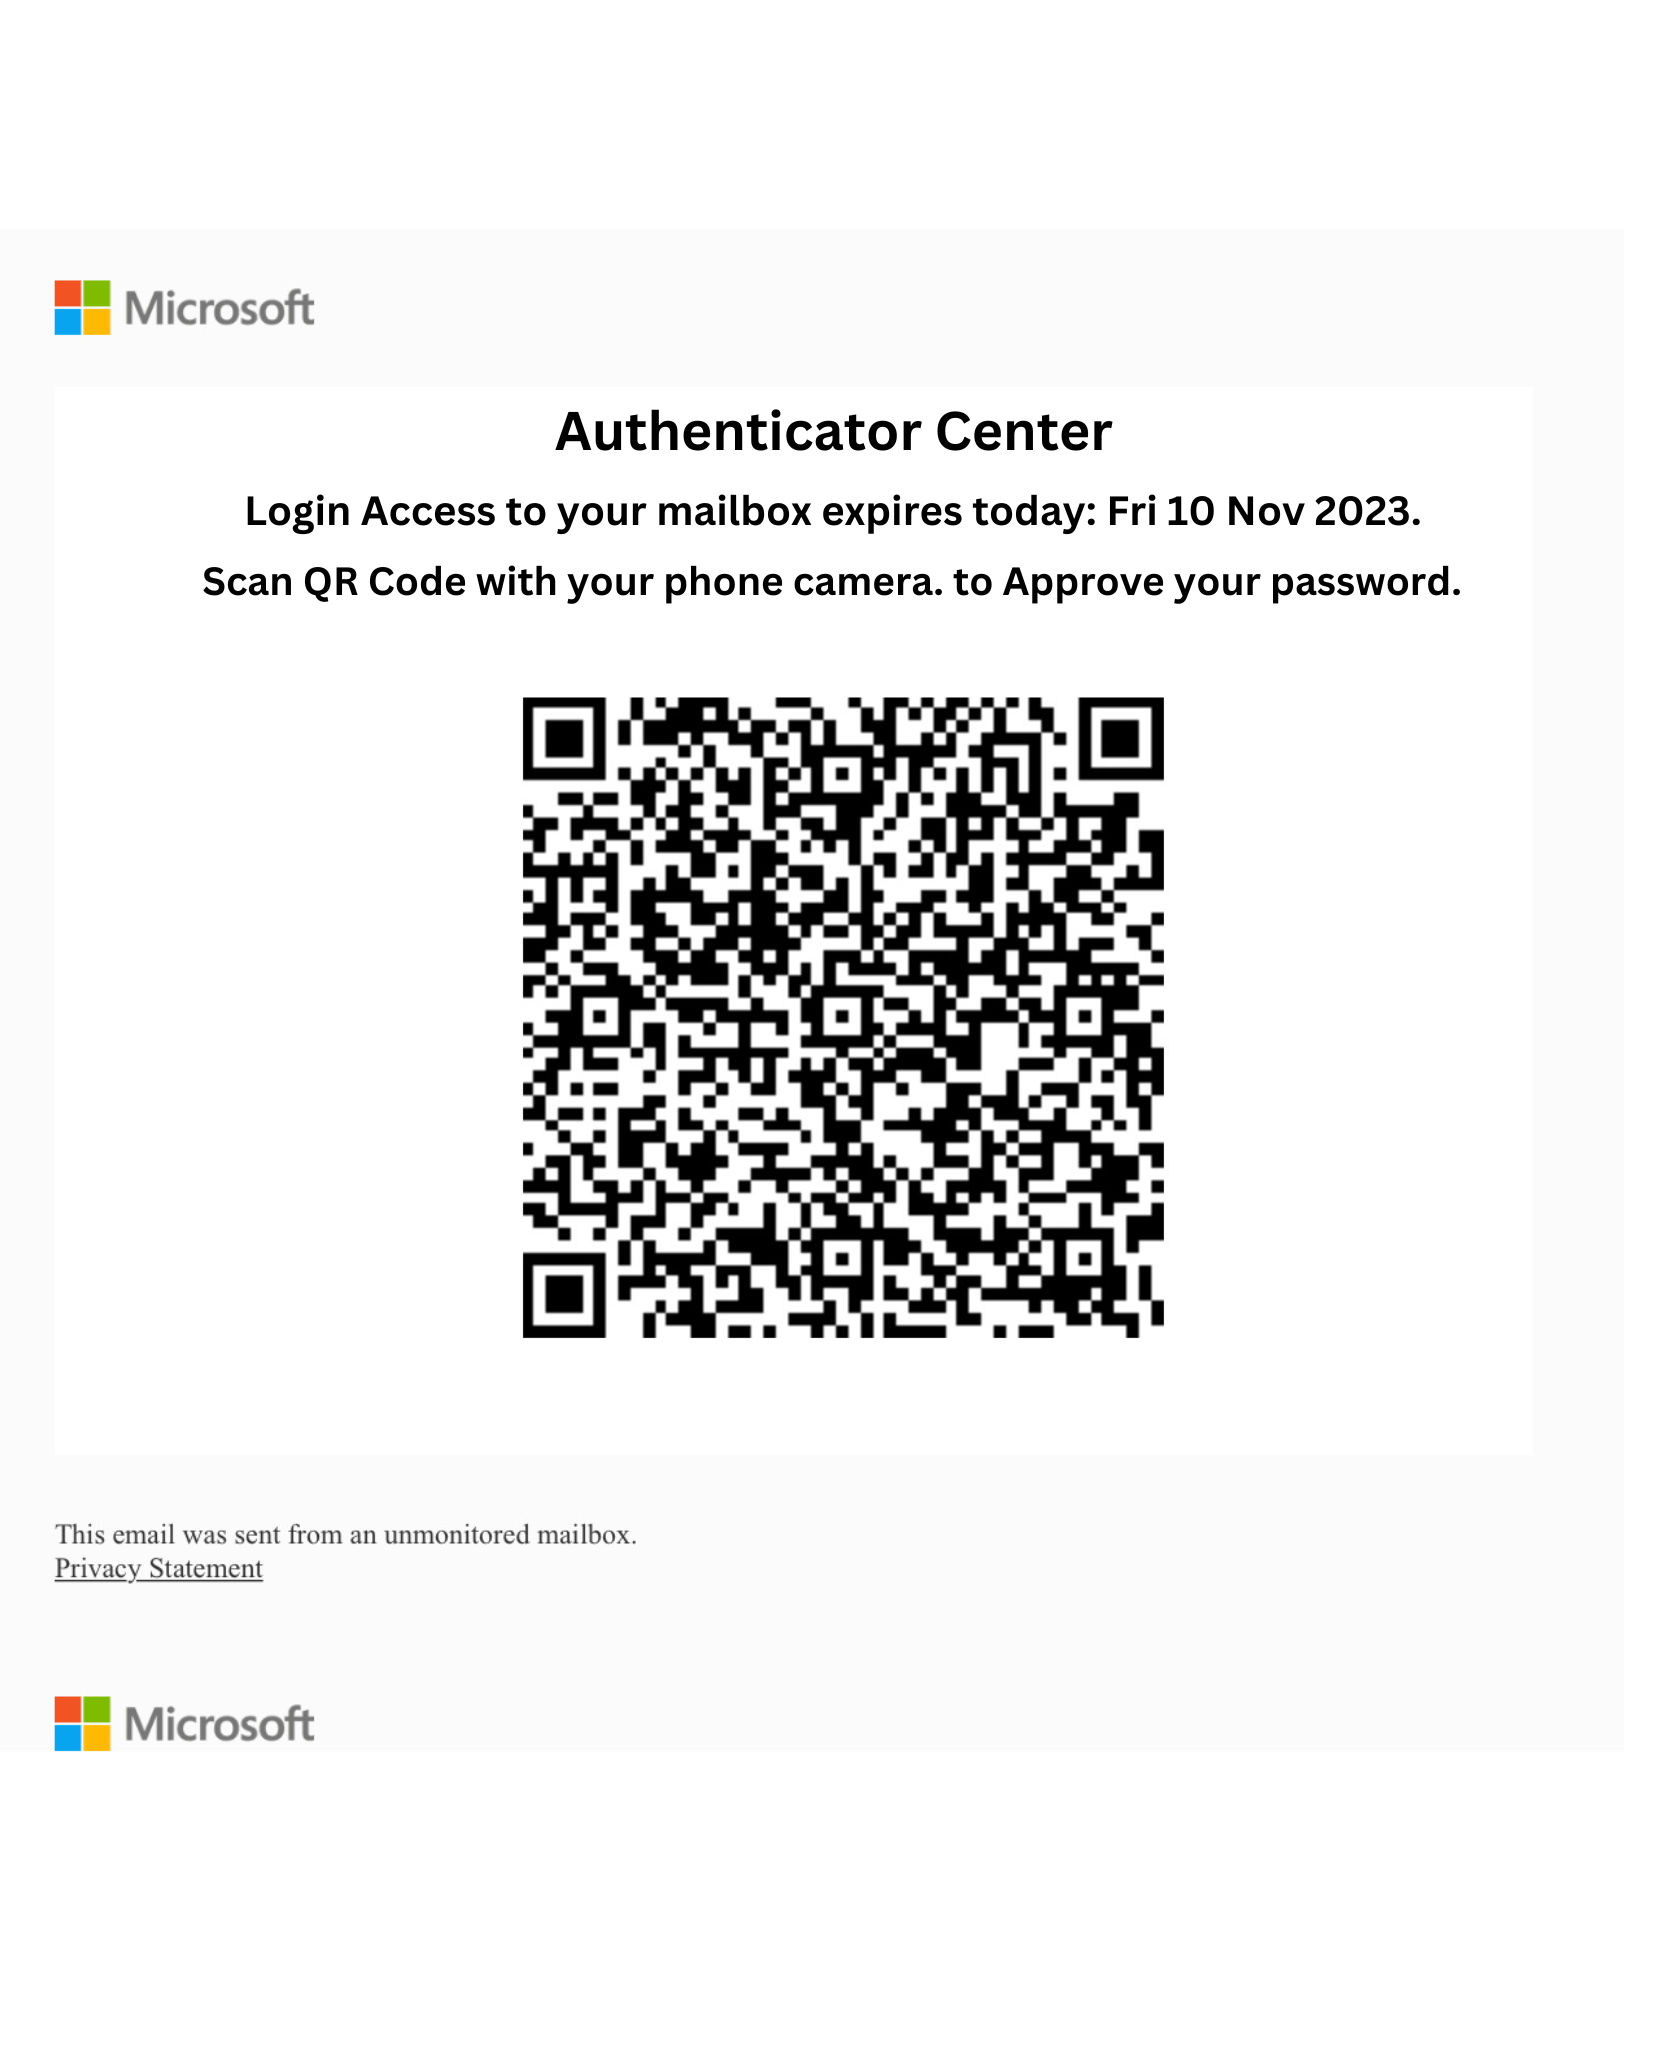 Microsoft
Authenticator Center
Login Access to your mailbox expires today: Fri 10 Nov 2023.
Scan QR Code with your phone camera. to Approve your password.
This email was sent from an unmonitored mailbox.
Privacy Statement
Microsoft